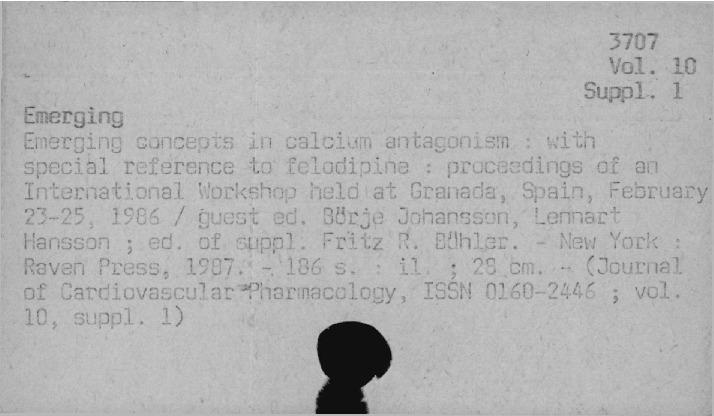 3707
Vol. 10
Suppl. 1
Emerging
Emerging concepts in calcium antagonism : with
special reference to felodipine : proceedings of an
International Workshop held at Granada, Spain, February
23-25, 1986 / guest ed. Börje Johansson, Lennart
Hansson ; ed. of suppl. Fritz R. Bühler. - New York :
Raven Press, 1987. - 186 s. : il. ; 28 cm. - (Journal
of Cardiovascular Pharmacology, ISSN 0160-2446 ; vol.
10, suppl. 1)